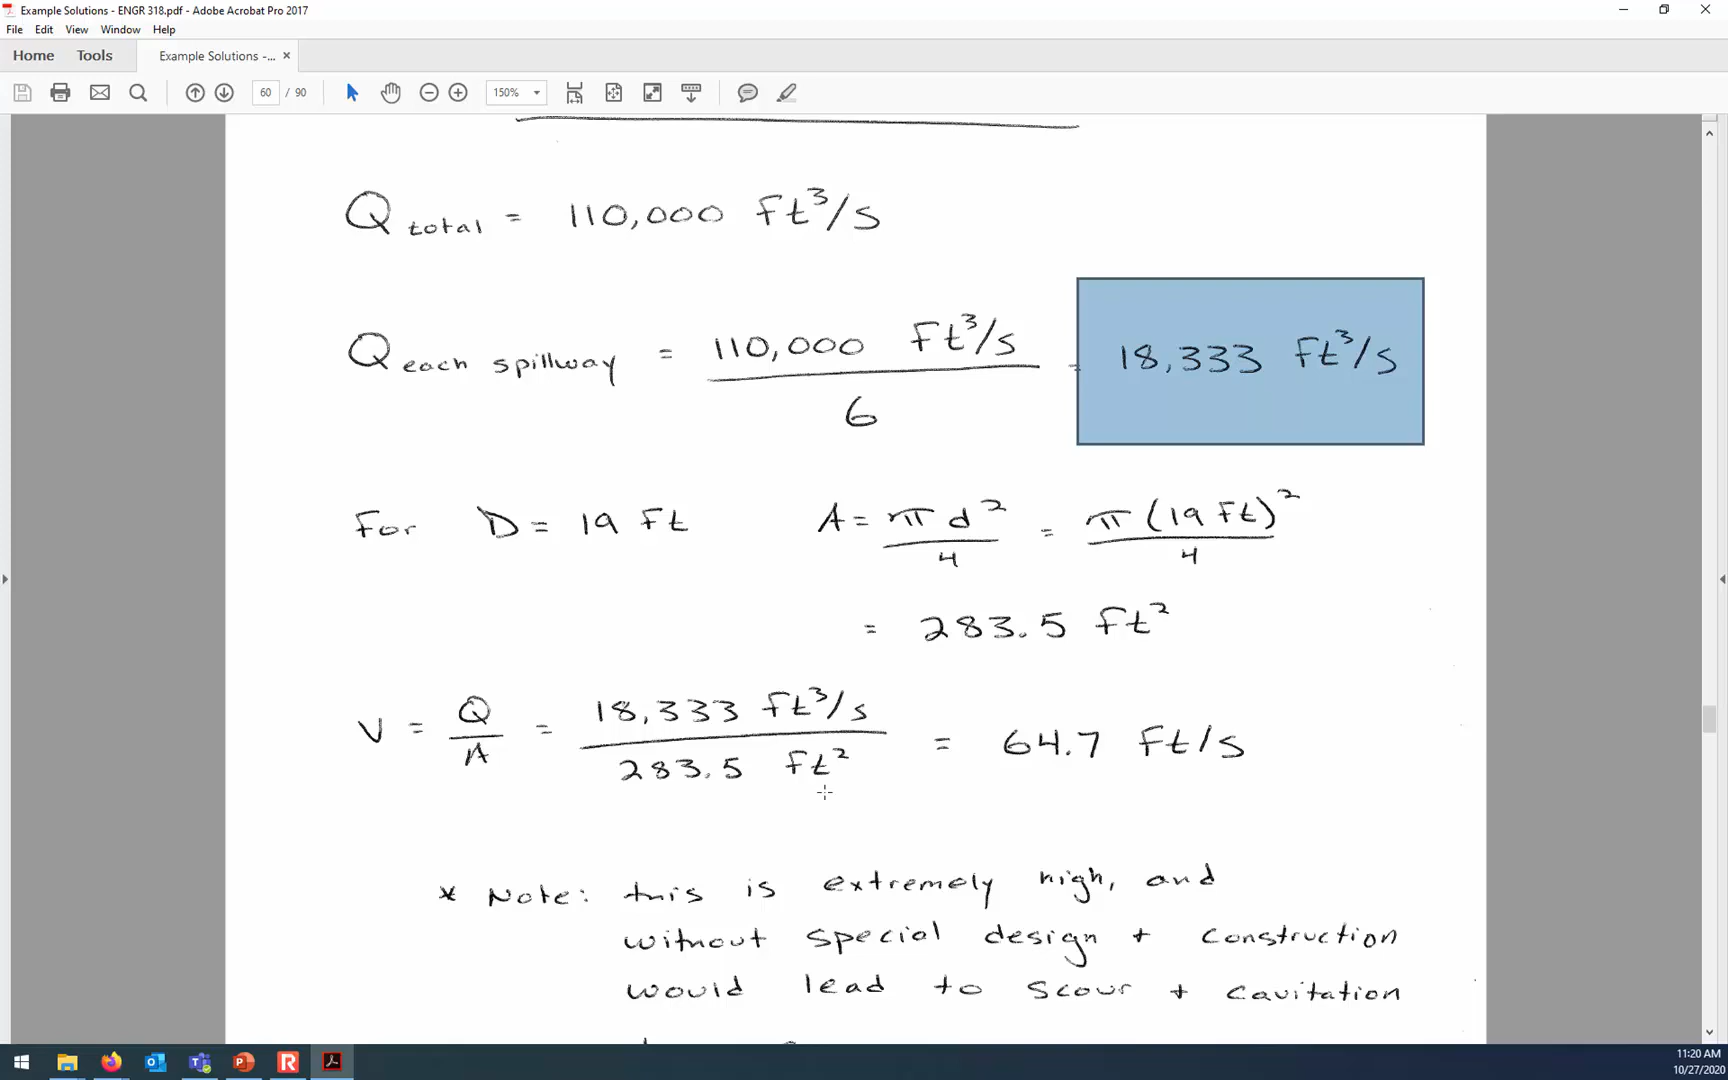 Example Solutions - ENGR 318.pdf - Adobe Acrobat Pro 2017
File Edit View Window Help
Home Tools Example Solutions -... ×
60 / 90 150%
Q total = 110,000 ft³/s
Q each spillway = 110,000 ft³/s / 6 = 18,333 ft³/s
For D = 19 ft A = π d² / 4 = π (19 ft)² / 4
= 283.5 ft²
V = Q / A = 18,333 ft³/s / 283.5 ft² = 64.7 ft/s
* Note: this is extremely high, and
without special design + construction
would lead to scour + cavitation
11:20 AM
10/27/2020